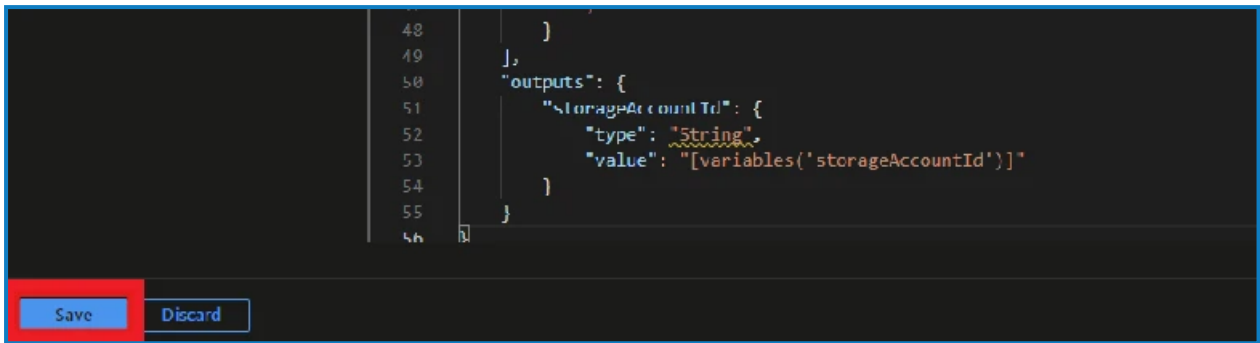 48 }
49 ],
50 "outputs": {
51 "storageAccountId": {
52 "type": "String",
53 "value": "[variables('storageAccountId')]"
54 }
55 }
56 }
Save Discard